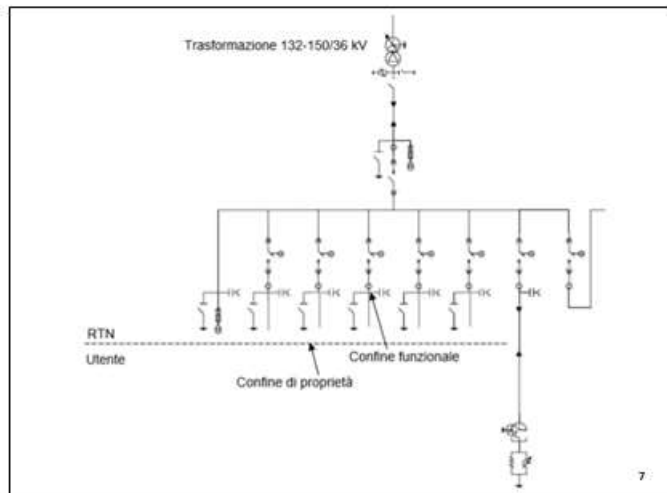 Trasformazione 132-150/36 kV
RTN
Utente
Confine funzionale
Confine di proprietà
7